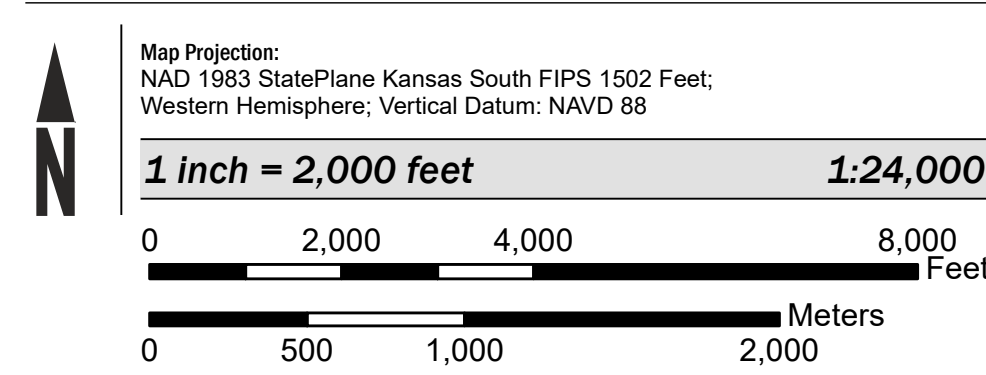 N
Map Projection:
NAD 1983 StatePlane Kansas South FIPS 1502 Feet;
Western Hemisphere; Vertical Datum: NAVD 88
1 inch = 2,000 feet 1:24,000
0 2,000 4,000 8,000
Feet
Meters
0 500 1,000 2,000